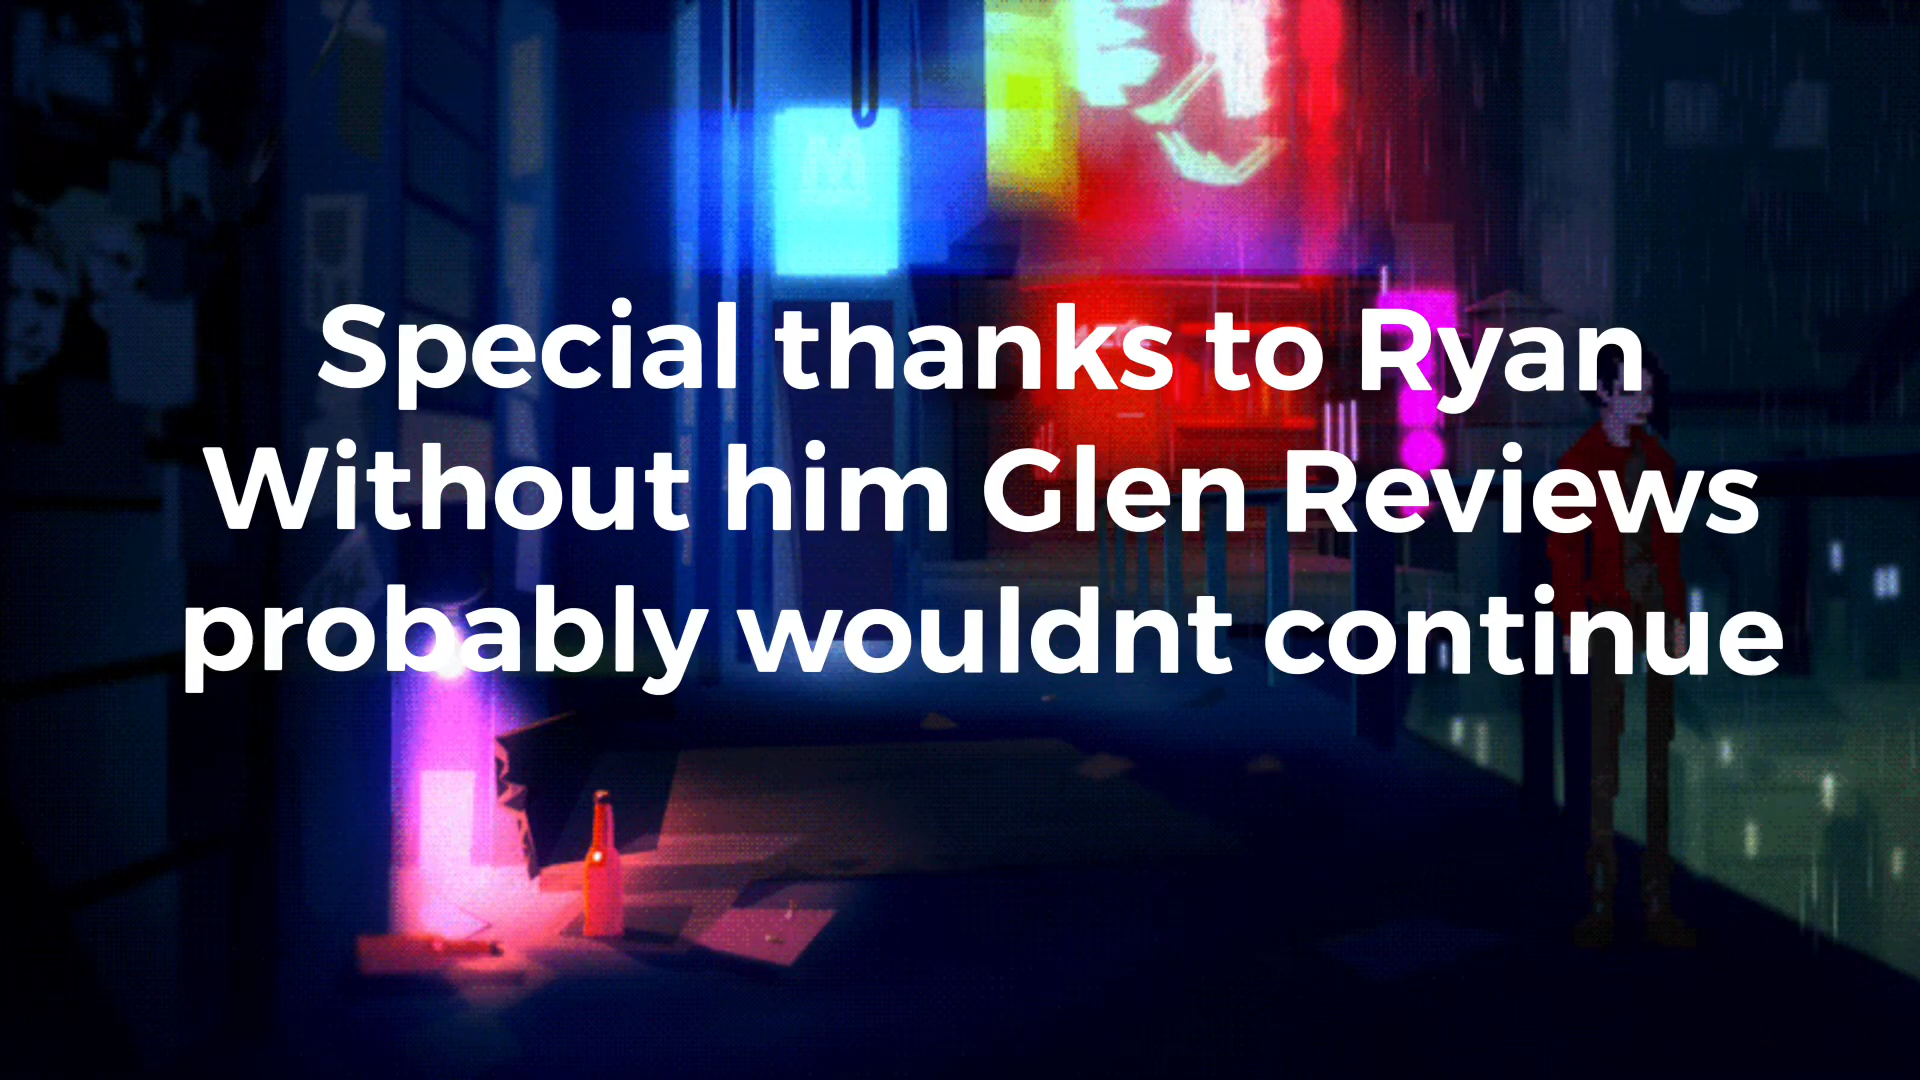 Special thanks to Ryan
Without him Glen Reviews
probably wouldnt continue